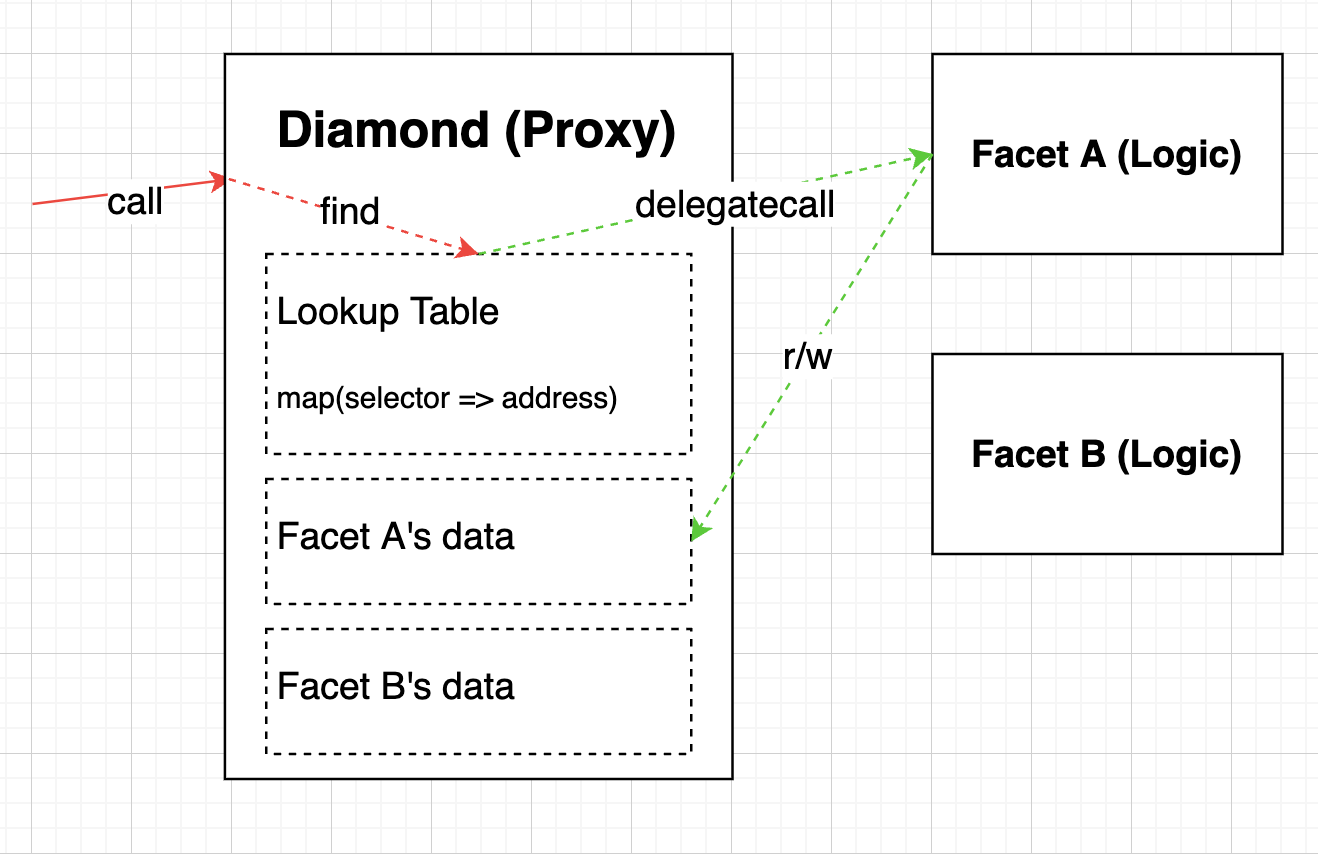 Diamond (Proxy)
call
find
delegatecall
Lookup Table
map(selector => address)
Facet A's data
Facet B's data
r/w
Facet A (Logic)
Facet B (Logic)